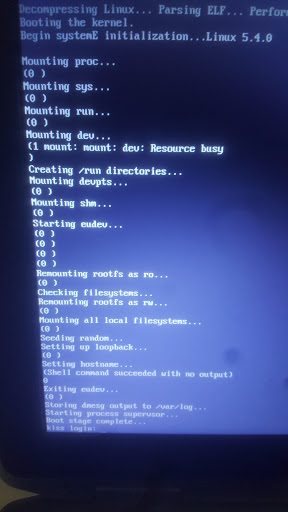 Decompressing Linux... Parsing ELF... Perfor
Booting the kernel.
Begin systemE initialization...Linux 5.4.0
Mounting proc...
(0 )
Mounting sys...
(0 )
Mounting run...
(0 )
Mounting dev...
(1 mount: mount: dev: Resource busy
)
Creating /run directories...
Mounting devpts...
(0 )
Mounting shm...
(0 )
Starting eudev...
(0 )
(0 )
(0 )
(0 )
Remounting rootfs as ro...
(0 )
Checking filesystems...
Remounting rootfs as rw...
(0 )
Mounting all local filesystems...
(0 )
Seeding random...
Setting up loopback...
(0 )
Setting hostname...
(Shell command succeeded with no output)
0
Exiting eudev...
(0 )
Storing dmesg output to /var/log...
Starting process supervsor...
Boot stage complete...
kiss login: